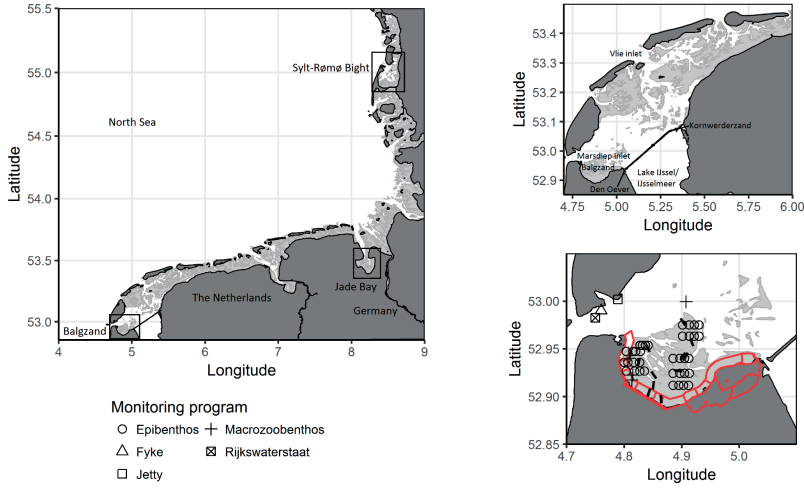 55.5
55.0
54.5
54.0
53.5
53.0
Latitude
Sylt-Rømø Bight
North Sea
The Netherlands
Jade Bay
Germany
Balgzand
4
5
6
7
8
9
Longitude
53.4
53.3
53.2
53.1
53.0
52.9
Latitude
Vlie inlet
Kornwerderzand
Marsdiep inlet
Balgzand
Lake IJssel/
IJsselmeer
Den Oever
4.75
5.00
5.25
5.50
5.75
6.00
Longitude
53.00
52.95
52.90
52.85
Latitude
4.7
4.8
4.9
5.0
Longitude
Monitoring program
Epibenthos
Macrozoobenthos
Fyke
Rijkswaterstaat
Jetty